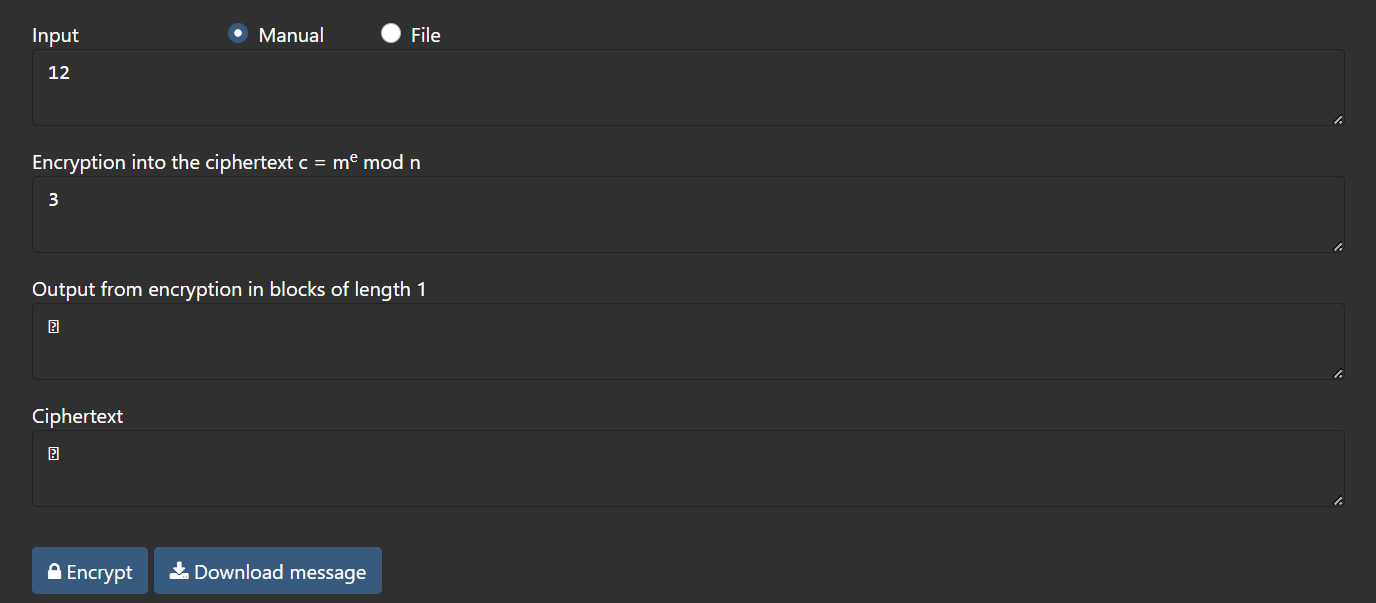 Input Manual File
12
Encryption into the ciphertext c = mᵉ mod n
3
Output from encryption in blocks of length 1
Ciphertext
Encrypt Download message